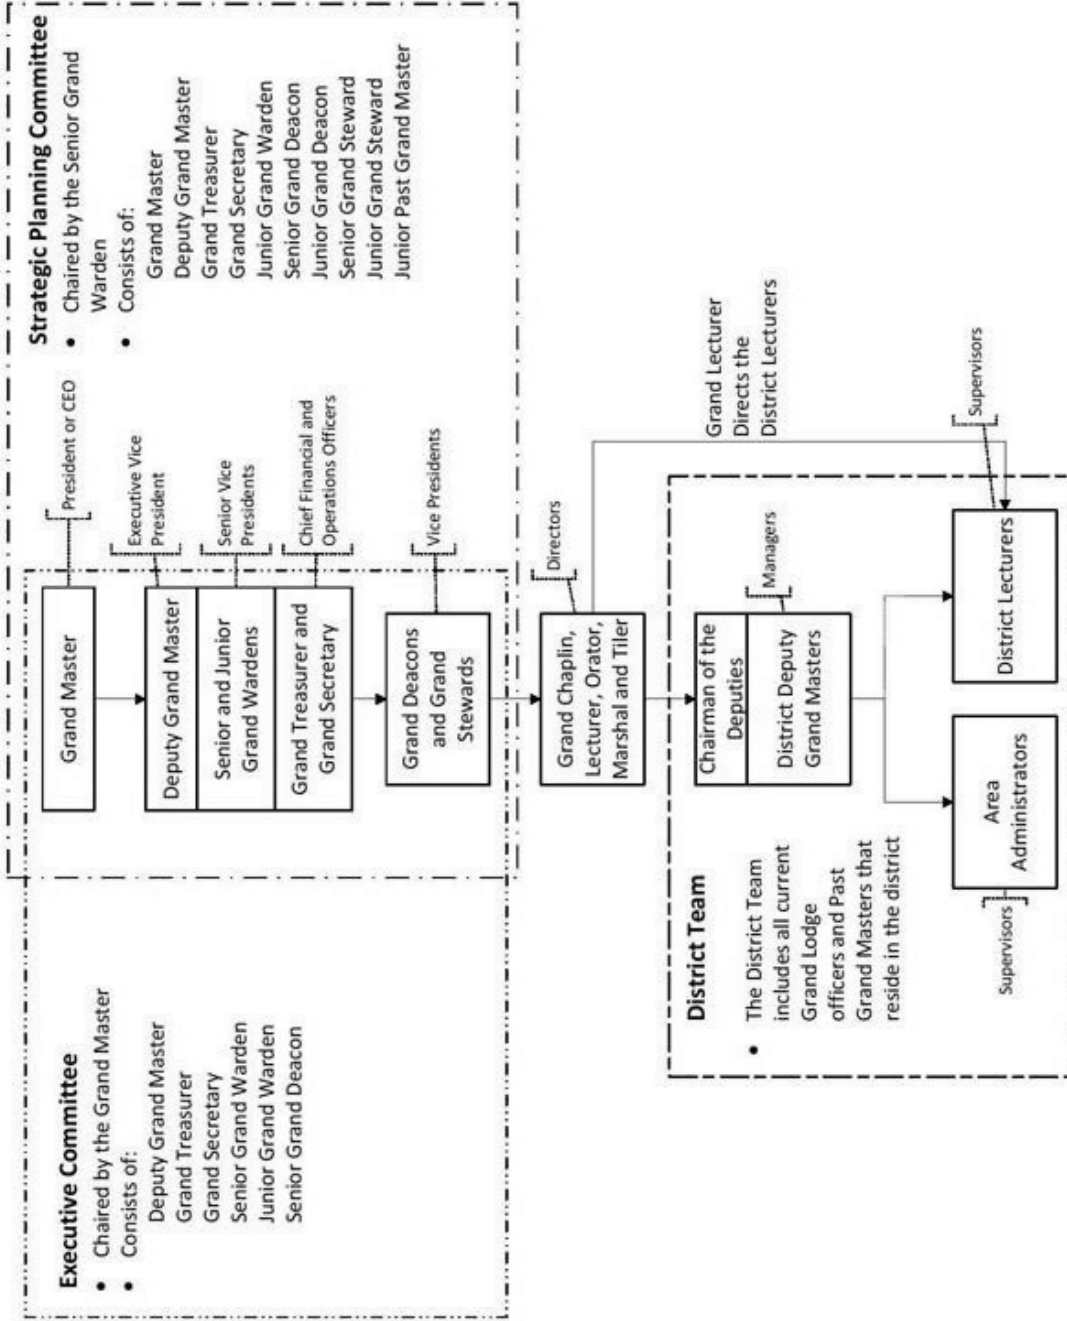 Executive Committee
• Chaired by the Grand Master
• Consists of:
Deputy Grand Master
Grand Treasurer
Grand Secretary
Senior Grand Warden
Junior Grand Warden
Senior Grand Deacon
Strategic Planning Committee
• Chaired by the Senior Grand
Warden
• Consists of:
Grand Master
Deputy Grand Master
Grand Treasurer
Grand Secretary
Junior Grand Warden
Senior Grand Deacon
Junior Grand Deacon
Senior Grand Steward
Junior Grand Steward
Junior Past Grand Master
Grand Master
President or CEO
Deputy Grand Master
Executive Vice
President
Senior and Junior
Grand Wardens
Senior Vice
Presidents
Grand Treasurer and
Grand Secretary
Chief Financial and
Operations Officers
Grand Deacons
and Grand
Stewards
Vice Presidents
Grand Chaplin,
Lecturer, Orator,
Marshal and Tiler
Directors
Grand Lecturer
Directs the
District Lecturers
District Team
• The District Team
includes all current
Grand Lodge
officers and Past
Grand Masters that
reside in the district
Chairman of the
Deputies
District Deputy
Grand Masters
Managers
Supervisors
Area
Administrators
District Lecturers
Supervisors